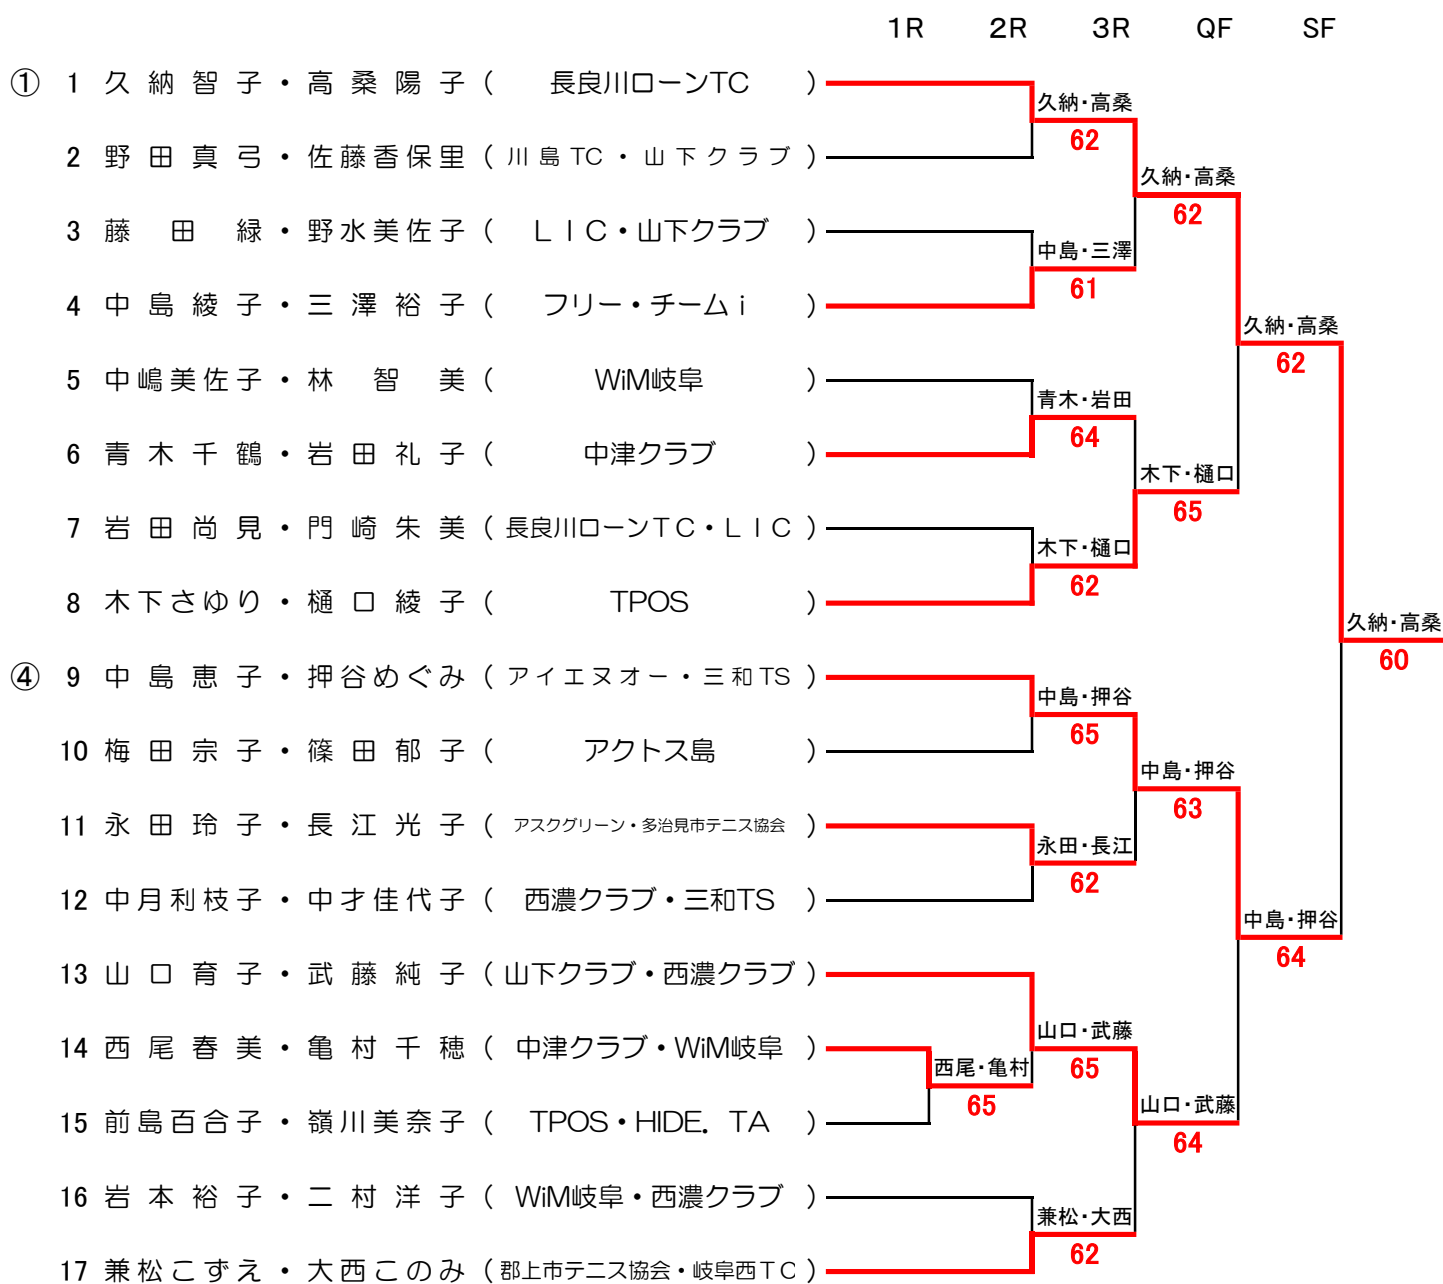 1R 2R 3R QF SF
① 1 久納智子・高桑陽子（ 長良川ローンTC ）
久納・高桑
62
2 野田真弓・佐藤香保里（ 川島TC・山下クラブ ）
久納・高桑
62
3 藤田緑・野水美佐子（ ＬＩＣ・山下クラブ ）
中島・三澤
61
4 中島綾子・三澤裕子（ フリー・チームｉ ）
久納・高桑
62
5 中嶋美佐子・林智美（ WiM岐阜 ）
青木・岩田
64
6 青木千鶴・岩田礼子（ 中津クラブ ）
木下・樋口
65
7 岩田尚見・門崎朱美（ 長良川ローンＴＣ・ＬＩＣ ）
木下・樋口
62
8 木下さゆり・樋口綾子（ TPOS ）
久納・高桑
60
④ 9 中島恵子・押谷めぐみ（ アイエヌオー・三和TS ）
中島・押谷
65
10 梅田宗子・篠田郁子（ アクトス島 ）
中島・押谷
63
11 永田玲子・長江光子（ アスクグリーン・多治見市テニス協会 ）
永田・長江
62
12 中月利枝子・中才佳代子（ 西濃クラブ・三和TS ）
中島・押谷
64
13 山口育子・武藤純子（ 山下クラブ・西濃クラブ ）
山口・武藤
65
14 西尾春美・亀村千穂（ 中津クラブ・WiM岐阜 ）
西尾・亀村
65
山口・武藤
64
15 前島百合子・嶺川美奈子（ TPOS・HIDE．TA ）
16 岩本裕子・二村洋子（ WiM岐阜・西濃クラブ ）
兼松・大西
62
17 兼松こずえ・大西このみ（ 郡上市テニス協会・岐阜西ＴＣ ）